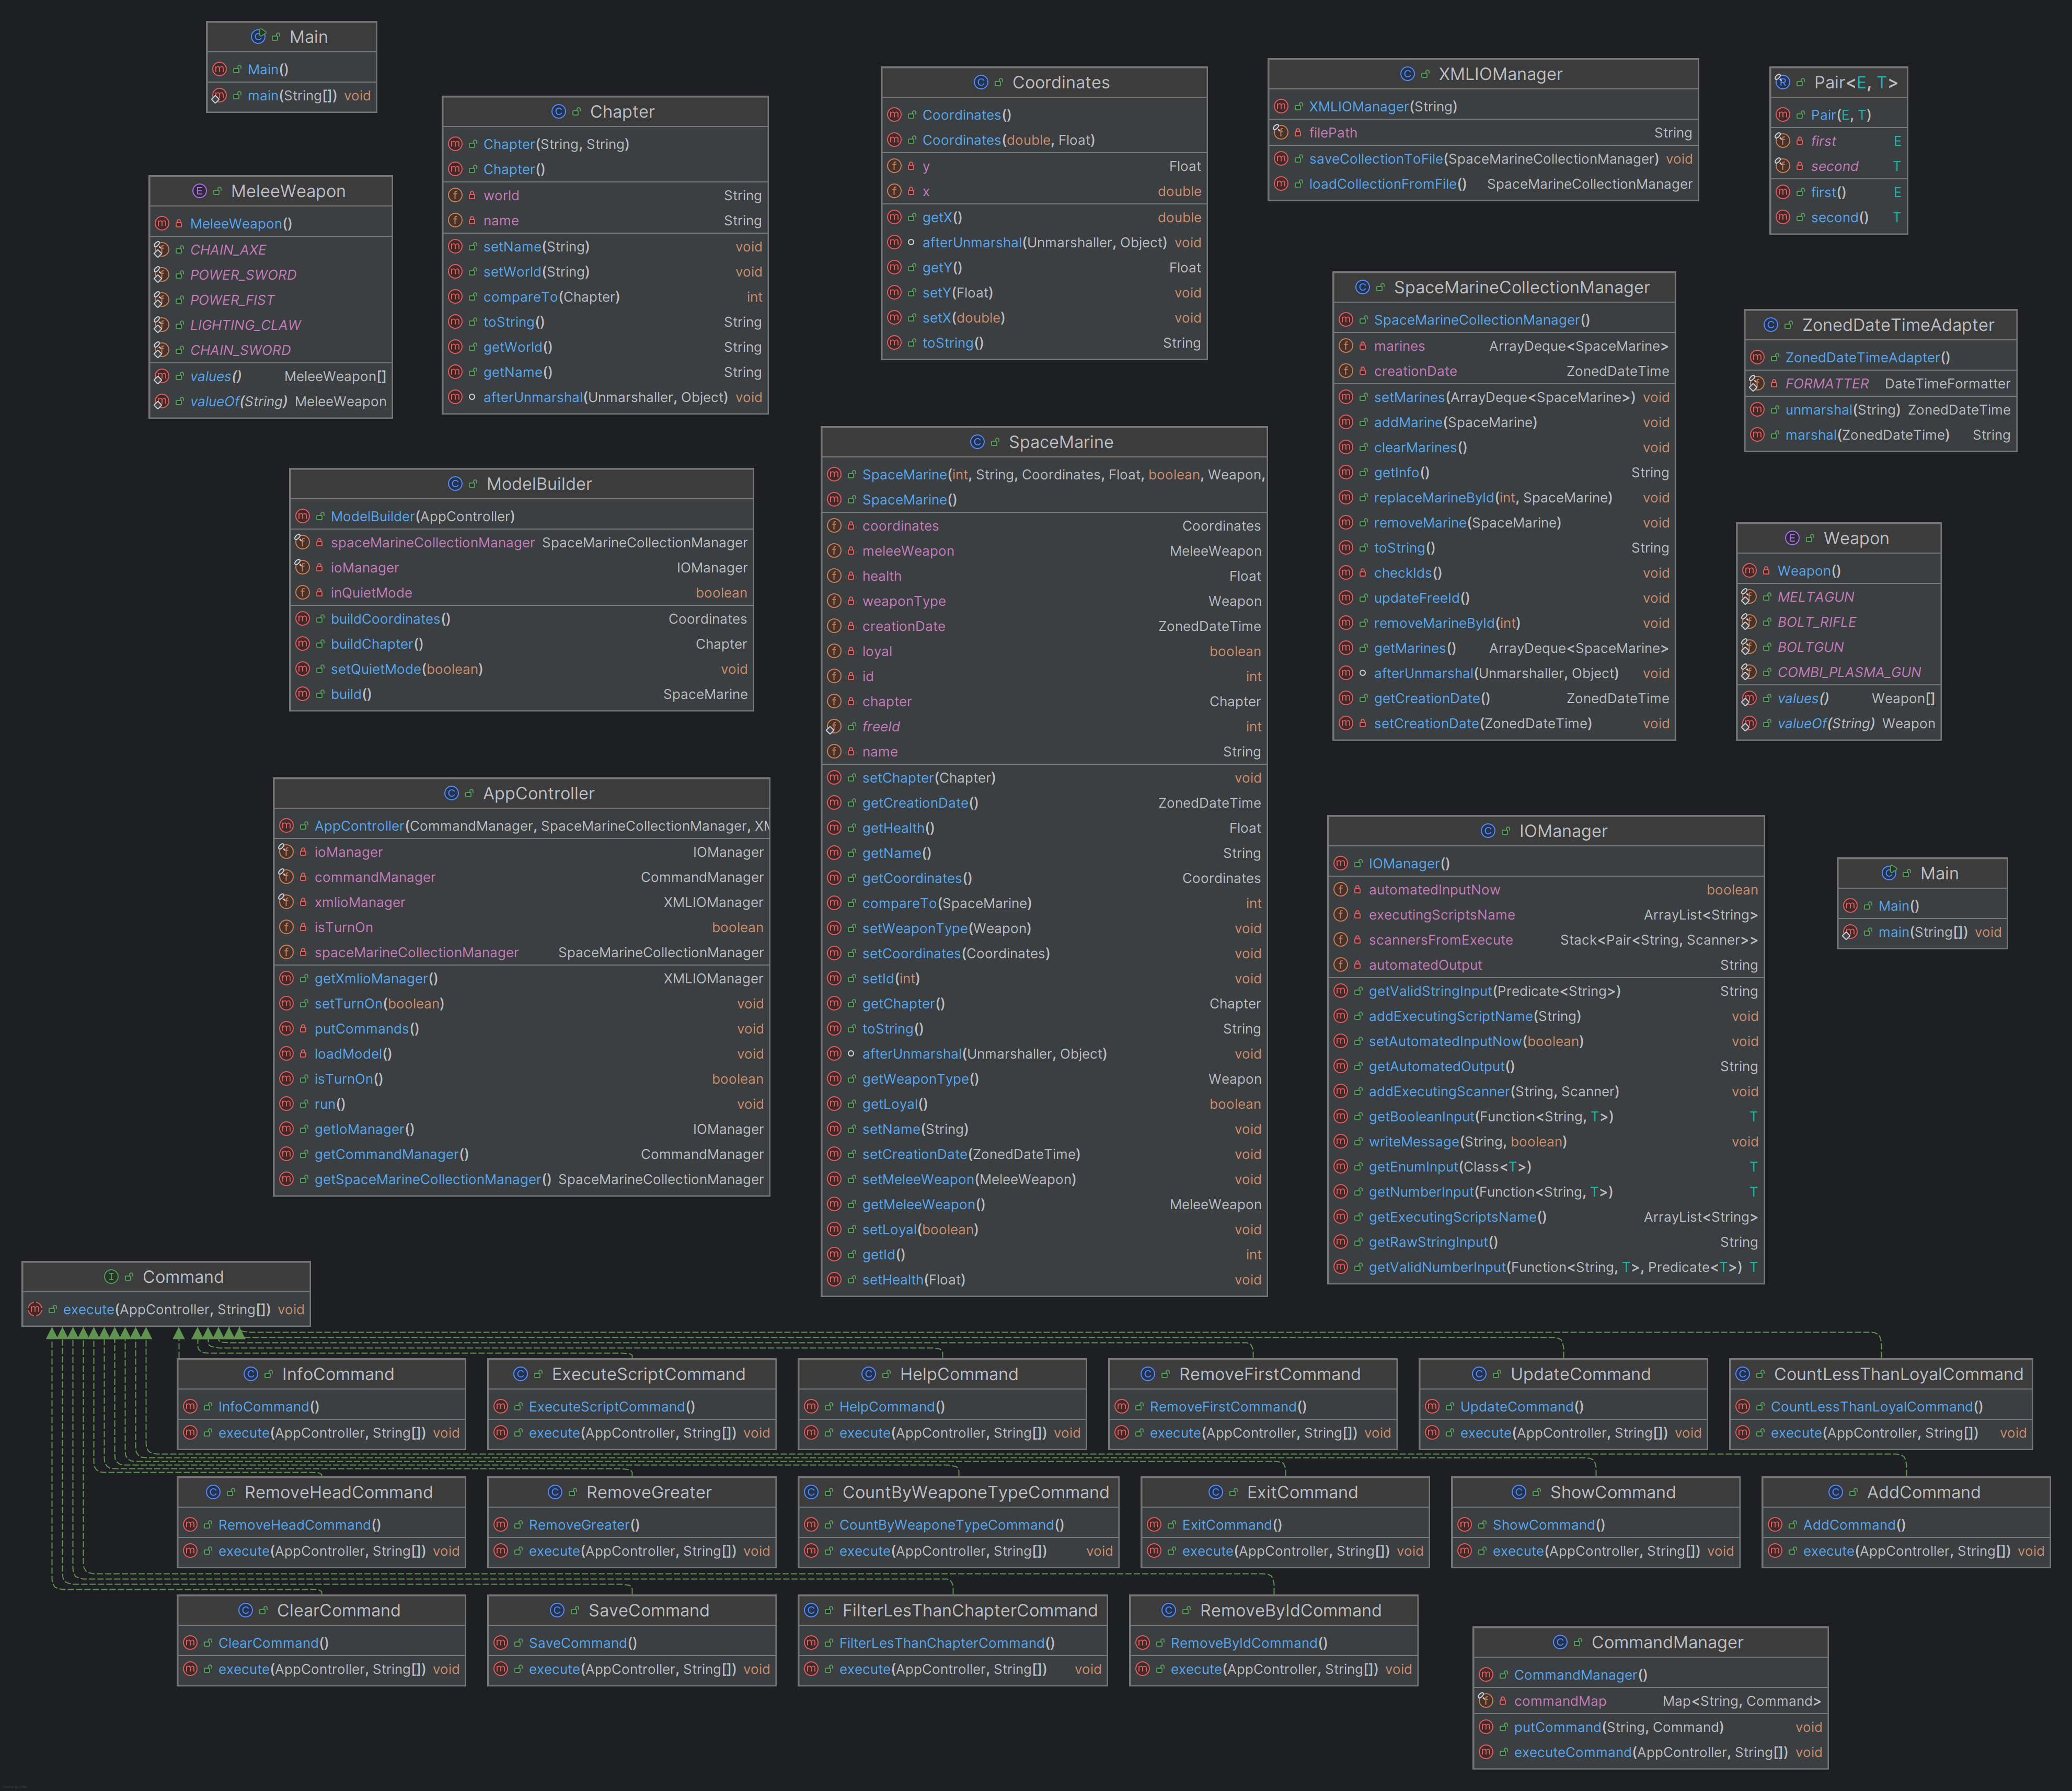 Main
Main()
main(String[]) void
Chapter
Chapter(String, String)
Chapter()
world String
name String
setName(String) void
setWorld(String) void
compareTo(Chapter) int
toString() String
getWorld() String
getName() String
afterUnmarshal(Unmarshaller, Object) void
Coordinates
Coordinates()
Coordinates(double, Float)
y Float
x double
getX() double
afterUnmarshal(Unmarshaller, Object) void
getY() Float
setY(Float) void
setX(double) void
toString() String
XMLIOManager
XMLIOManager(String)
filePath String
saveCollectionToFile(SpaceMarineCollectionManager) void
loadCollectionFromFile() SpaceMarineCollectionManager
Pair<E, T>
Pair(E, T)
first E
second T
first() E
second() T
MeleeWeapon
MeleeWeapon()
CHAIN_AXE
POWER_SWORD
POWER_FIST
LIGHTING_CLAW
CHAIN_SWORD
values() MeleeWeapon[]
valueOf(String) MeleeWeapon
SpaceMarineCollectionManager
SpaceMarineCollectionManager()
marines ArrayDeque<SpaceMarine>
creationDate ZonedDateTime
setMarines(ArrayDeque<SpaceMarine>) void
addMarine(SpaceMarine) void
clearMarines() void
getInfo() String
replaceMarineById(int, SpaceMarine) void
removeMarine(SpaceMarine) void
toString() String
checkIds() void
updateFreeId() void
removeMarineById(int) void
getMarines() ArrayDeque<SpaceMarine>
afterUnmarshal(Unmarshaller, Object) void
getCreationDate() ZonedDateTime
setCreationDate(ZonedDateTime) void
ZonedDateTimeAdapter
ZonedDateTimeAdapter()
FORMATTER DateTimeFormatter
unmarshal(String) ZonedDateTime
marshal(ZonedDateTime) String
ModelBuilder
ModelBuilder(AppController)
spaceMarineCollectionManager SpaceMarineCollectionManager
ioManager IOManager
inQuietMode boolean
buildCoordinates() Coordinates
buildChapter() Chapter
setQuietMode(boolean) void
build() SpaceMarine
SpaceMarine
SpaceMarine(int, String, Coordinates, Float, boolean, Weapon,
SpaceMarine()
coordinates Coordinates
meleeWeapon MeleeWeapon
health Float
weaponType Weapon
creationDate ZonedDateTime
loyal boolean
id int
chapter Chapter
freeId int
name String
setChapter(Chapter) void
getCreationDate() ZonedDateTime
getHealth() Float
getName() String
getCoordinates() Coordinates
compareTo(SpaceMarine) int
setWeaponType(Weapon) void
setCoordinates(Coordinates) void
setId(int) void
getChapter() Chapter
toString() String
afterUnmarshal(Unmarshaller, Object) void
getWeaponType() Weapon
getLoyal() boolean
setName(String) void
setCreationDate(ZonedDateTime) void
setMeleeWeapon(MeleeWeapon) void
getMeleeWeapon() MeleeWeapon
setLoyal(boolean) void
getId() int
setHealth(Float) void
Weapon
Weapon()
MELTAGUN
BOLT_RIFLE
BOLTGUN
COMBI_PLASMA_GUN
values() Weapon[]
valueOf(String) Weapon
AppController
AppController(CommandManager, SpaceMarineCollectionManager, XM
ioManager IOManager
commandManager CommandManager
xmlioManager XMLIOManager
isTurnOn boolean
spaceMarineCollectionManager SpaceMarineCollectionManager
getXmlioManager() XMLIOManager
setTurnOn(boolean) void
putCommands() void
loadModel() void
isTurnOn() boolean
run() void
getIoManager() IOManager
getCommandManager() CommandManager
getSpaceMarineCollectionManager() SpaceMarineCollectionManager
IOManager
IOManager()
automatedInputNow boolean
executingScriptsName ArrayList<String>
scannersFromExecute Stack<Pair<String, Scanner>>
automatedOutput String
getValidStringInput(Predicate<String>) String
addExecutingScriptName(String) void
setAutomatedInputNow(boolean) void
getAutomatedOutput() String
addExecutingScanner(String, Scanner) void
getBooleanInput(Function<String, T>) T
writeMessage(String, boolean) void
getEnumInput(Class<T>) T
getNumberInput(Function<String, T>) T
getExecutingScriptsName() ArrayList<String>
getRawStringInput() String
getValidNumberInput(Function<String, T>, Predicate<T>) T
Main
Main()
main(String[]) void
Command
execute(AppController, String[]) void
InfoCommand
InfoCommand()
execute(AppController, String[]) void
ExecuteScriptCommand
ExecuteScriptCommand()
execute(AppController, String[]) void
HelpCommand
HelpCommand()
execute(AppController, String[]) void
RemoveFirstCommand
RemoveFirstCommand()
execute(AppController, String[]) void
UpdateCommand
UpdateCommand()
execute(AppController, String[]) void
CountLessThanLoyalCommand
CountLessThanLoyalCommand()
execute(AppController, String[]) void
RemoveHeadCommand
RemoveHeadCommand()
execute(AppController, String[]) void
RemoveGreater
RemoveGreater()
execute(AppController, String[]) void
CountByWeaponeTypeCommand
CountByWeaponeTypeCommand()
execute(AppController, String[]) void
ExitCommand
ExitCommand()
execute(AppController, String[]) void
ShowCommand
ShowCommand()
execute(AppController, String[]) void
AddCommand
AddCommand()
execute(AppController, String[]) void
ClearCommand
ClearCommand()
execute(AppController, String[]) void
SaveCommand
SaveCommand()
execute(AppController, String[]) void
FilterLesThanChapterCommand
FilterLesThanChapterCommand()
execute(AppController, String[]) void
RemoveByIdCommand
RemoveByIdCommand()
execute(AppController, String[]) void
CommandManager
CommandManager()
commandMap Map<String, Command>
putCommand(String, Command) void
executeCommand(AppController, String[]) void